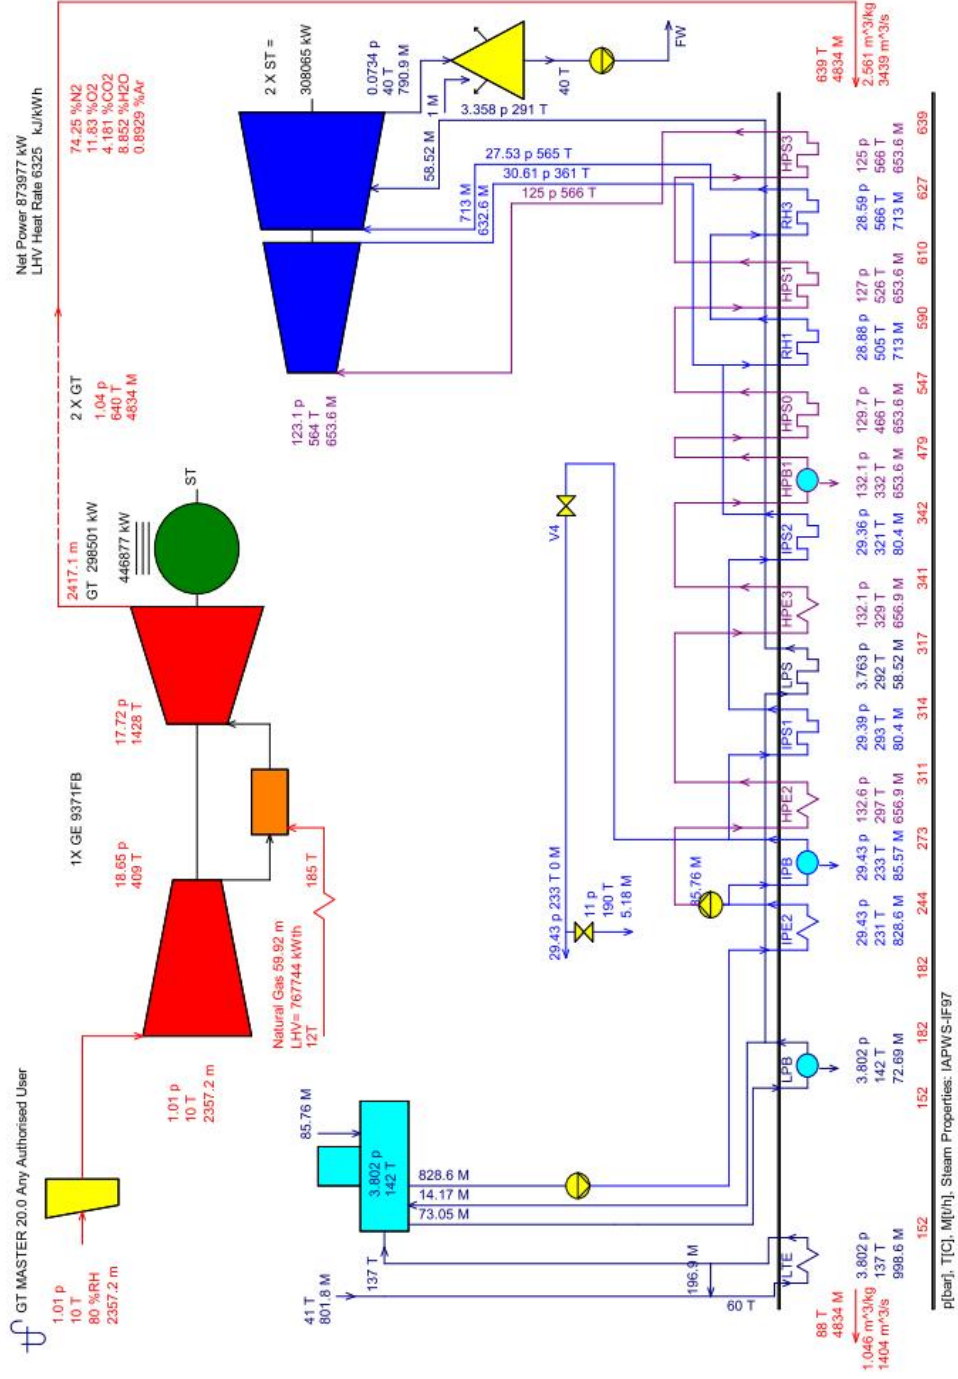 GT MASTER 20.0 Any Authorised User
1.01 p
10 T
80 %RH
2357.2 m
1.01 p
10 T
2357.2 m
1X GE 9371FB
18.65 p
409 T
17.72 p
1428 T
Natural Gas 59.92 m
LHV= 767744 kWth
12T
185 T
2417.1 m
GT 298501 kW
446877 kW
ST
2 X GT
1.04 p
640 T
4834 M
Net Power 873977 kW
LHV Heat Rate 6325 kJ/kWh
74.25 %N2
11.83 %O2
4.181 %CO2
8.852 %H2O
0.8929 %Ar
2 X ST =
308065 kW
0.0734 p
40 T
790.9 M
1 M
40 T
FW
123.1 p
564 T
653.6 M
58.52 M
713 M
632.6 M
3.358 p 291 T
27.53 p 565 T
30.61 p 361 T
125 p 566 T
V4
29.43 p 233 T 0 M
11 p
190 T
5.18 M
85.76 M
85.76 M
3.802 p
142 T
828.6 M
14.17 M
73.05 M
41 T
801.8 M
137 T
196.9 M
60 T
LTE
LPB
IPE2
IPB
HPE2
IPS1
LPS
HPE3
IPS2
HPB1
HPS0
RH1
HPS1
RH3
HPS3
88 T
4834 M
1.046 m^3/kg
1404 m^3/s
3.802 p
137 T
998.6 M
3.802 p
142 T
72.69 M
29.43 p
231 T
828.6 M
29.43 p
233 T
85.57 M
132.6 p
297 T
656.9 M
29.39 p
293 T
80.4 M
3.763 p
292 T
58.52 M
132.1 p
329 T
656.9 M
29.36 p
321 T
80.4 M
132.1 p
332 T
653.6 M
129.7 p
466 T
653.6 M
28.88 p
505 T
713 M
127 p
526 T
653.6 M
28.59 p
566 T
713 M
125 p
566 T
653.6 M
639 T
4834 M
2.561 m^3/kg
3439 m^3/s
152
152
182
182
244
273
311
314
317
341
342
479
547
590
610
627
639
p[bar], T[C], M[t/h], Steam Properties: IAPWS-IF97